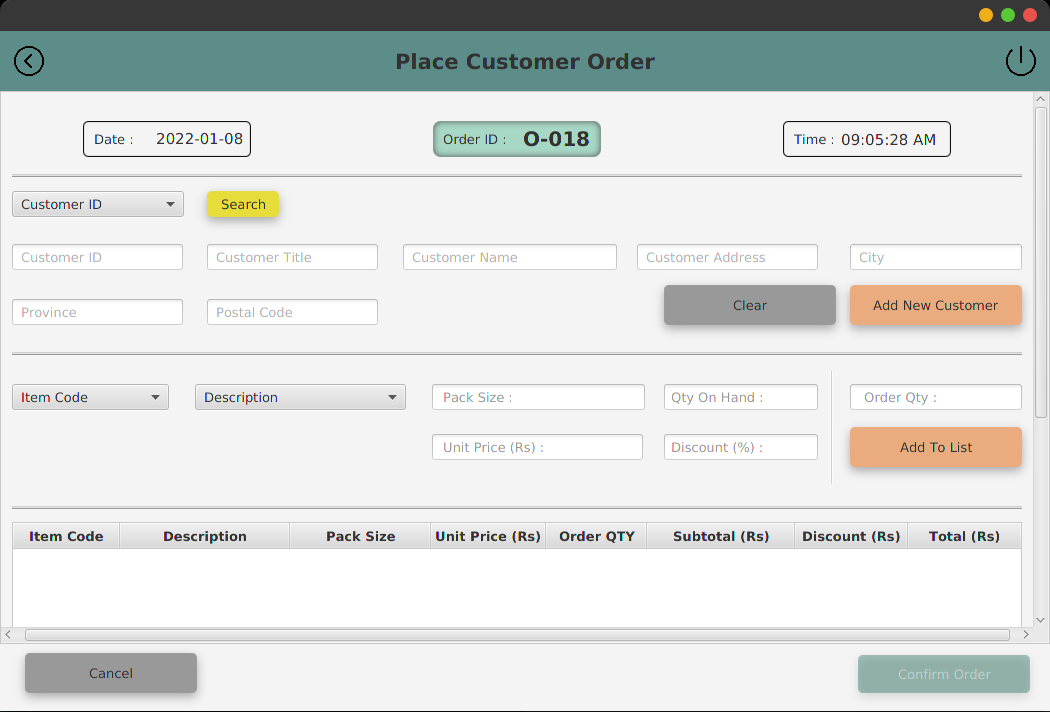 Place Customer Order
Date : 2022-01-08
Order ID : O-018
Time : 09:05:28 AM
Customer ID
Search
Customer ID
Customer Title
Customer Name
Customer Address
City
Province
Postal Code
Clear
Add New Customer
Item Code
Description
Pack Size :
Qty On Hand :
Order Qty :
Unit Price (Rs) :
Discount (%) :
Add To List
Item Code Description Pack Size Unit Price (Rs) Order QTY Subtotal (Rs) Discount (Rs) Total (Rs)
Cancel
Confirm Order